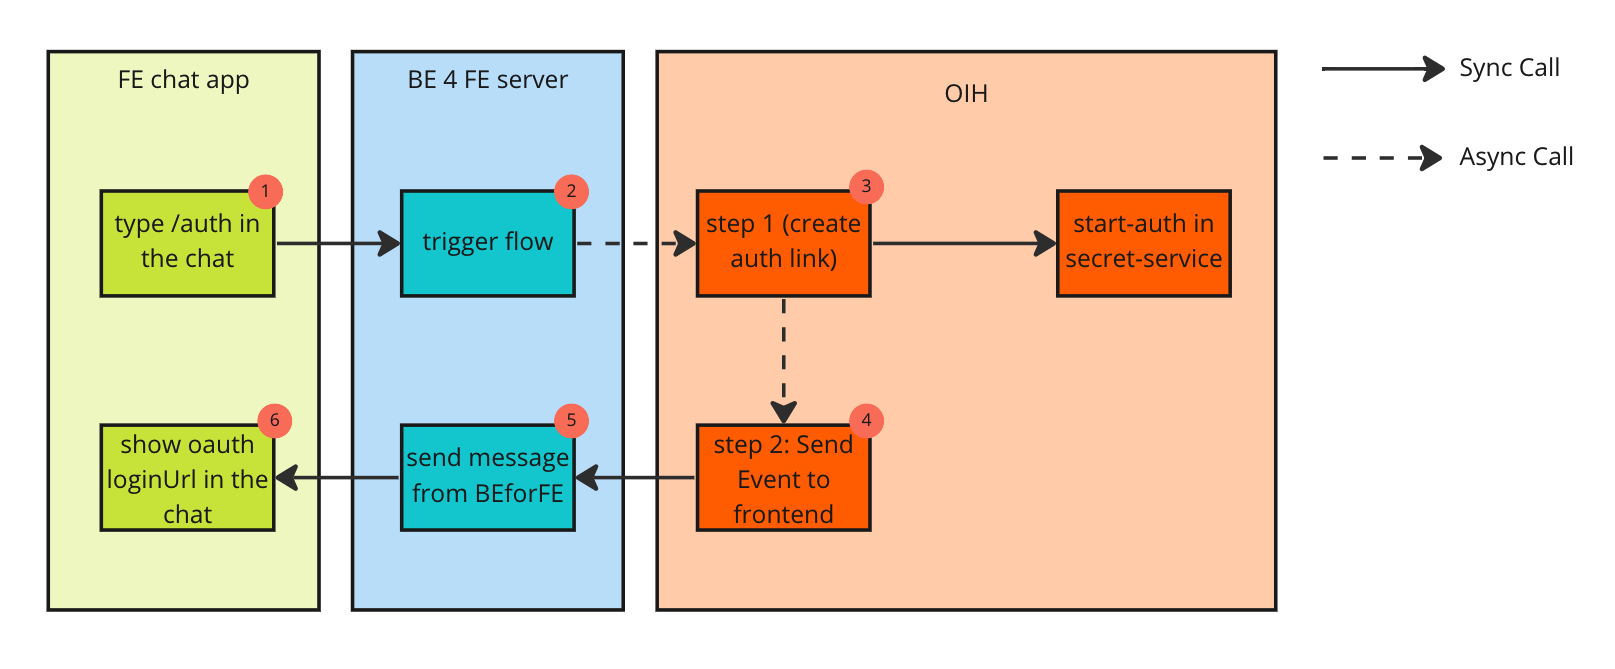 FE chat app
BE 4 FE server
OIH
Sync Call
Async Call
1
type /auth in
the chat
2
trigger flow
3
step 1 (create
auth link)
start-auth in
secret-service
6
show oauth
loginUrl in the
chat
5
send message
from BEforFE
4
step 2: Send
Event to
frontend